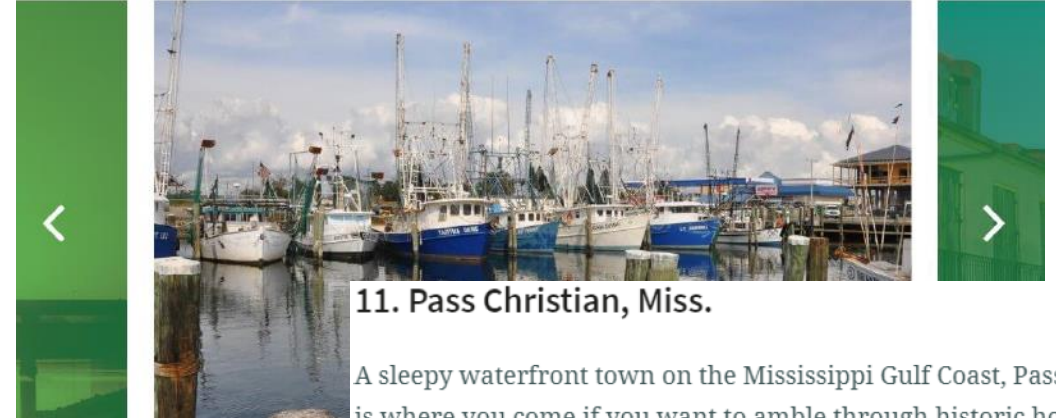 11. Pass Christian, Miss.
A sleepy waterfront town on the Mississippi Gulf Coast, Pass
is where you come if you want to amble through historic ho